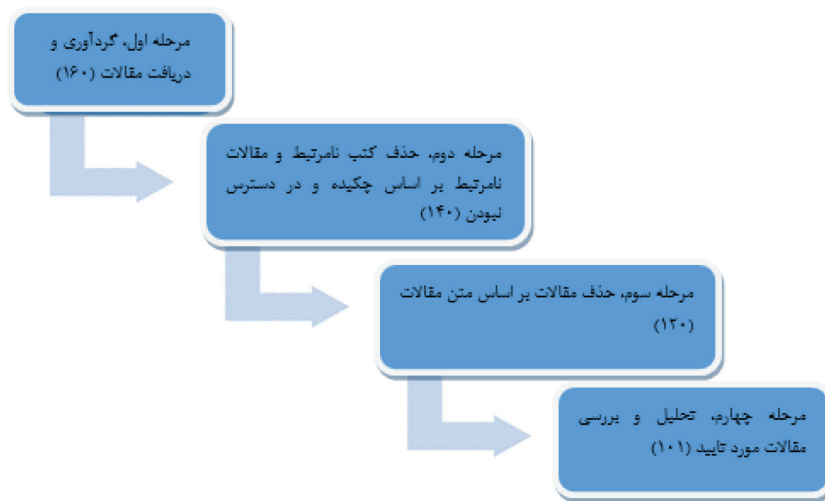 مرحله اول، گردآوری و
دریافت مقالات (۱۶۰)
مرحله دوم، حذف کتب نامرتبط و مقالات
نامرتبط بر اساس چکیده و در دسترس
نبودن (۱۴۰)
مرحله سوم، حذف مقالات بر اساس متن مقالات
(۱۲۰)
مرحله چهارم، تحلیل و بررسی
مقالات مورد تایید (۱۰۱)